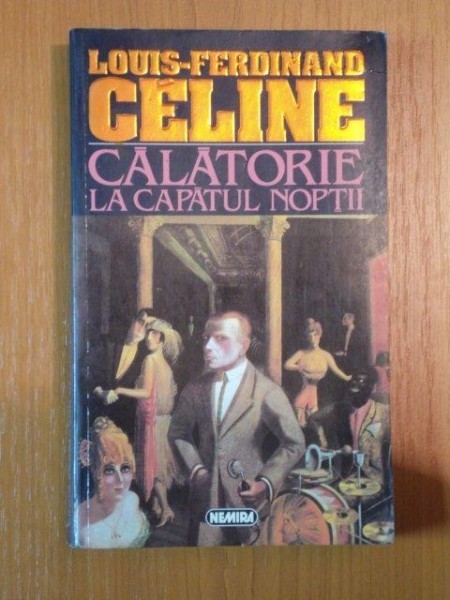 LOUIS-FERDINAND
CÉLINE
CĂLĂTORIE
LA CAPĂTUL NOPȚII
NEMIRA